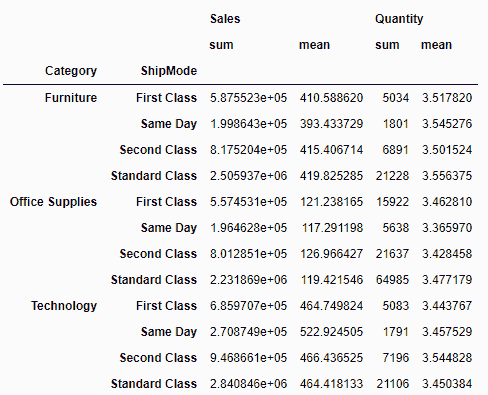 Sales Quantity
sum mean sum mean
Category ShipMode
Furniture First Class 5.875523e+05 410.588620 5034 3.517820
Same Day 1.998643e+05 393.433729 1801 3.545276
Second Class 8.175204e+05 415.406714 6891 3.501524
Standard Class 2.505937e+06 419.825285 21228 3.556375
Office Supplies First Class 5.574531e+05 121.238165 15922 3.462810
Same Day 1.964628e+05 117.291198 5638 3.365970
Second Class 8.012851e+05 126.966427 21637 3.428458
Standard Class 2.231869e+06 119.421546 64985 3.477179
Technology First Class 6.859707e+05 464.749824 5083 3.443767
Same Day 2.708749e+05 522.924505 1791 3.457529
Second Class 9.468661e+05 466.436525 7196 3.544828
Standard Class 2.840846e+06 464.418133 21106 3.450384